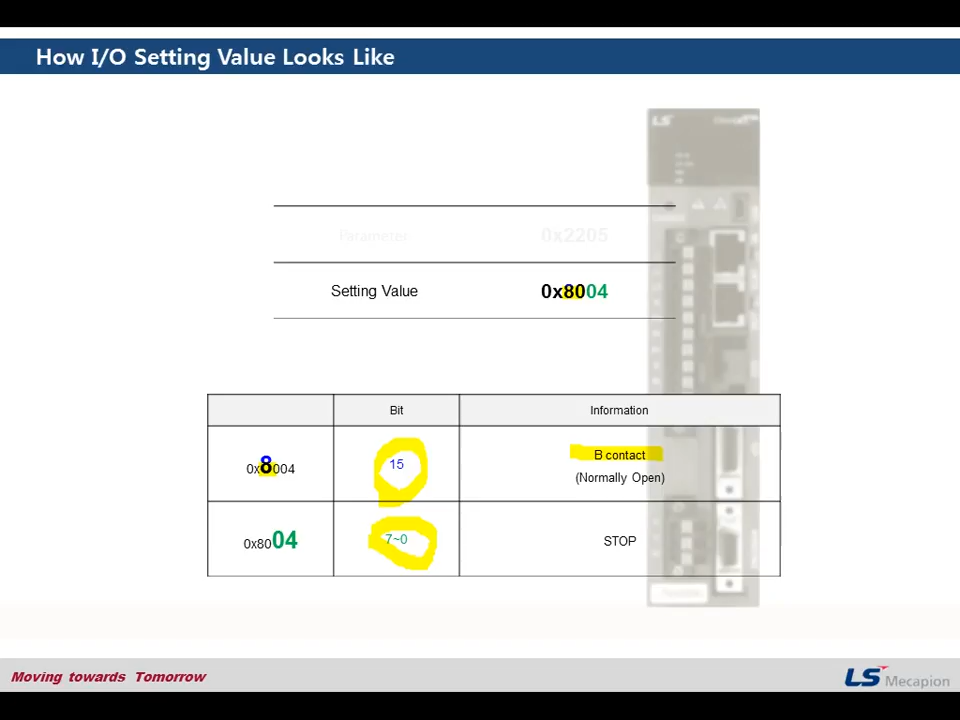 How I/O Setting Value Looks Like
LS
Parameter 0x2205
Setting Value 0x8004
Bit Information
0x8004 15 B contact
(Normally Open)
0x8004 7~0 STOP
Moving towards Tomorrow
LS Mecapion